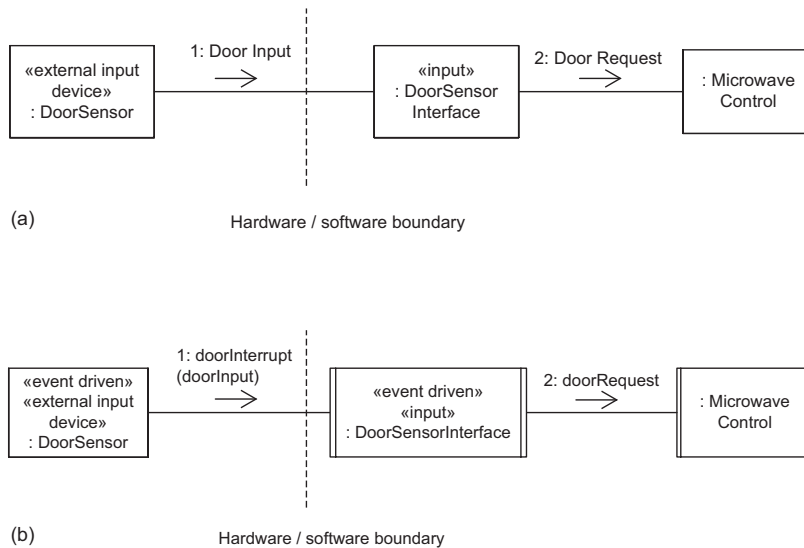 1: Door Input
«external input
device»
: DoorSensor
«input»
: DoorSensor
Interface
2: Door Request
: Microwave
Control
(a)
Hardware / software boundary
1: doorInterrupt
(doorInput)
«event driven»
«external input
device»
: DoorSensor
«event driven»
«input»
: DoorSensorInterface
2: doorRequest
: Microwave
Control
(b)
Hardware / software boundary